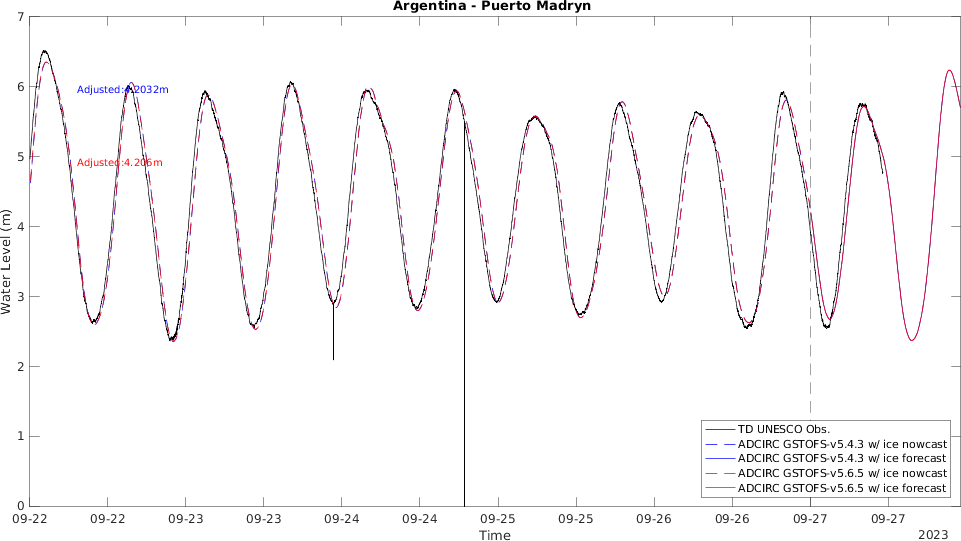 Argentina - Puerto Madryn
7
6
5
4
3
2
1
0
Water Level (m)
Adjusted:4.2032m
Adjusted:4.206m
TD UNESCO Obs.
ADCIRC GSTOFS-v5.4.3 w/ ice nowcast
ADCIRC GSTOFS-v5.4.3 w/ ice forecast
ADCIRC GSTOFS-v5.6.5 w/ ice nowcast
ADCIRC GSTOFS-v5.6.5 w/ ice forecast
09-22 09-22 09-23 09-23 09-24 09-24 09-25 09-25 09-26 09-26 09-27 09-27
Time
2023